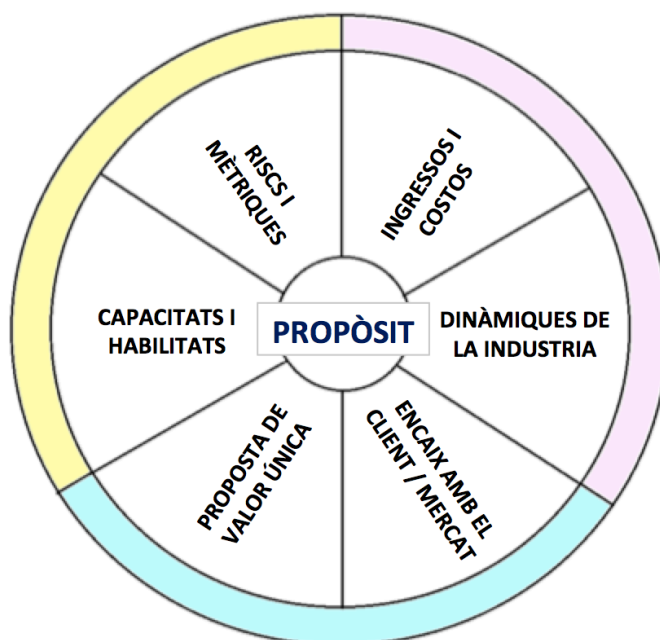 RISCS I
MÈTRIQUES
INGRESSOS I
COSTOS
CAPACITATS I
HABILITATS
PROPÒSIT
DINÀMIQUES DE
LA INDUSTRIA
PROPOSTA DE
VALOR ÚNICA
ENCAIX AMB EL
CLIENT / MERCAT